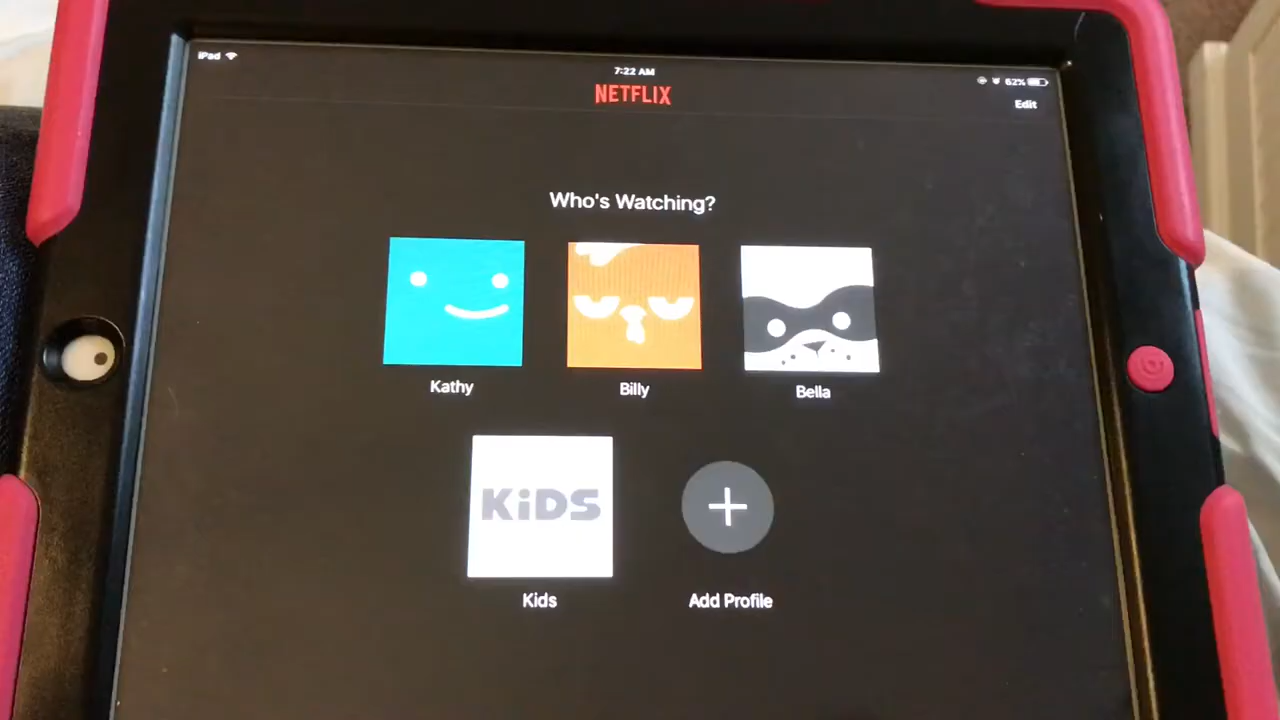 iPad
7:22 AM
62%
NETFLIX
Edit
Who's Watching?
Kathy
Billy
Bella
KiDS
Kids
Add Profile